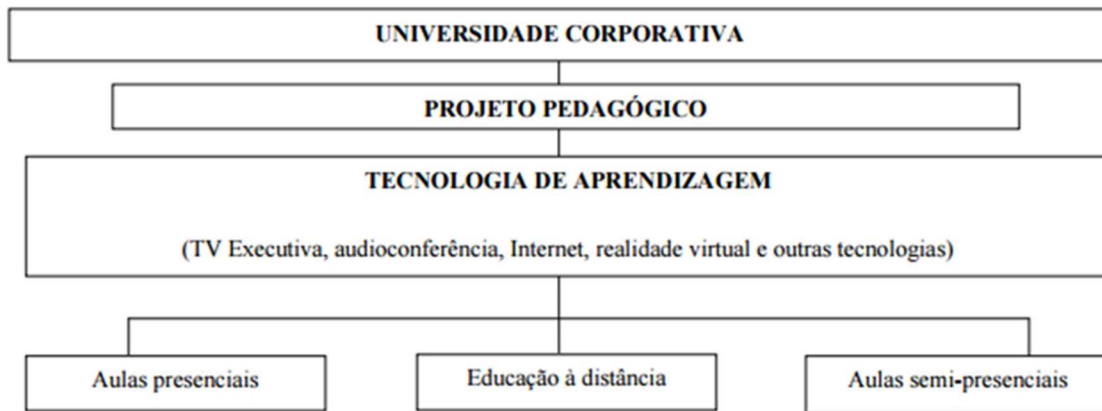 UNIVERSIDADE CORPORATIVA
PROJETO PEDAGÓGICO
TECNOLOGIA DE APRENDIZAGEM
(TV Executiva, audioconferência, Internet, realidade virtual e outras tecnologias)
Aulas presenciais
Educação à distância
Aulas semi-presenciais